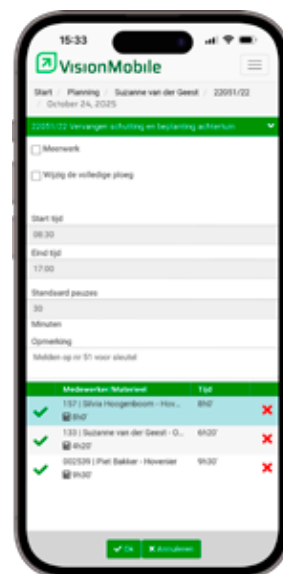 15:33
VisionMobile
Start / Planning / Suzanne van der Geest / 22051/22
/ October 24, 2025
22051/22 Vervangen schutting en beplanting achtertuin
Meerwerk
Wijzig de volledige ploeg
Start tijd
08:30
Eind tijd
17:00
Standaard pauzes
30
Minuten
Opmerking
Melden op nr 51 voor sleutel
Medewerker/Materieel Tijd
157 | Silvia Hoogenboom - Hov... 8h0'
8h0'
133 | Suzanne van der Geest - O... 6h20'
4h20'
002539 | Piet Bakker - Hovenier 9h30'
9h30'
Ok Annuleren